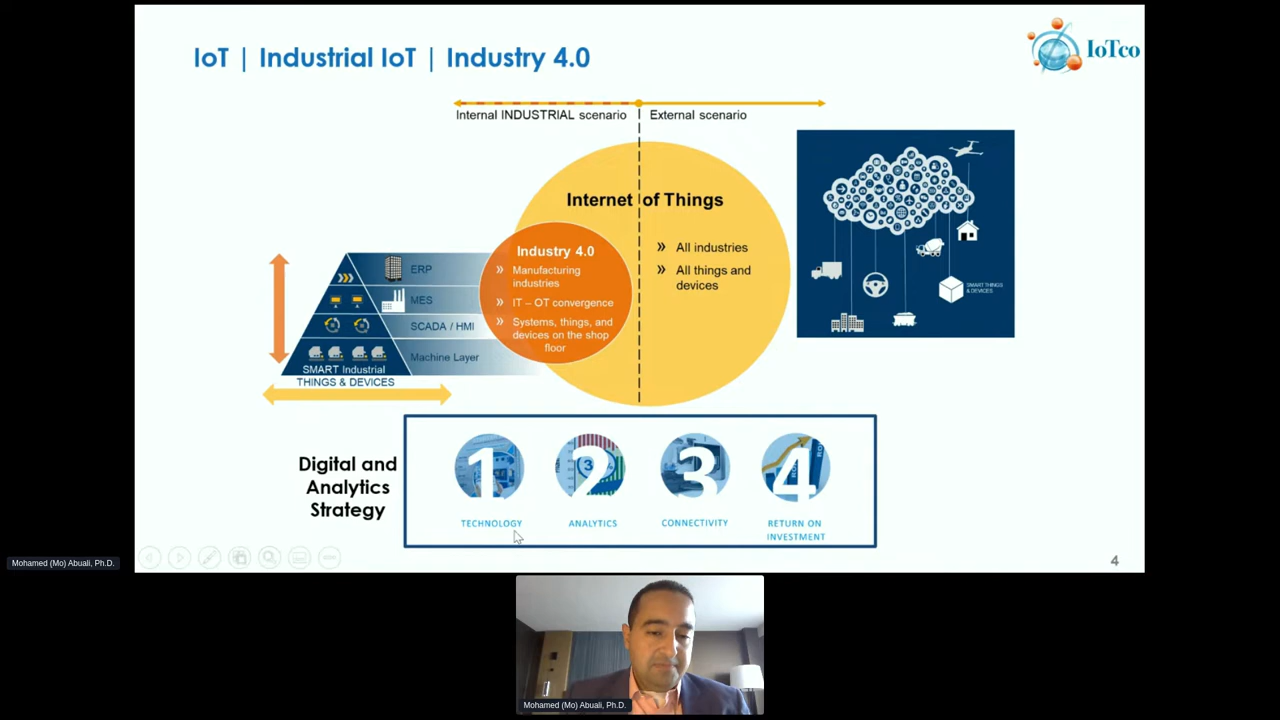 IoT | Industrial IoT | Industry 4.0
IoTco
Internal INDUSTRIAL scenario
External scenario
Internet of Things
Industry 4.0
» Manufacturing
industries
» IT – OT convergence
» Systems, things, and
devices on the shop
floor
» All industries
» All things and
devices
SMART THINGS
& DEVICES
ERP
MES
SCADA / HMI
Machine Layer
SMART Industrial
THINGS & DEVICES
Digital and
Analytics
Strategy
1
TECHNOLOGY
2
ANALYTICS
3
CONNECTIVITY
4
RETURN ON
INVESTMENT
4
Mohamed (Mo) Abuali, Ph.D.
Mohamed (Mo) Abuali, Ph.D.